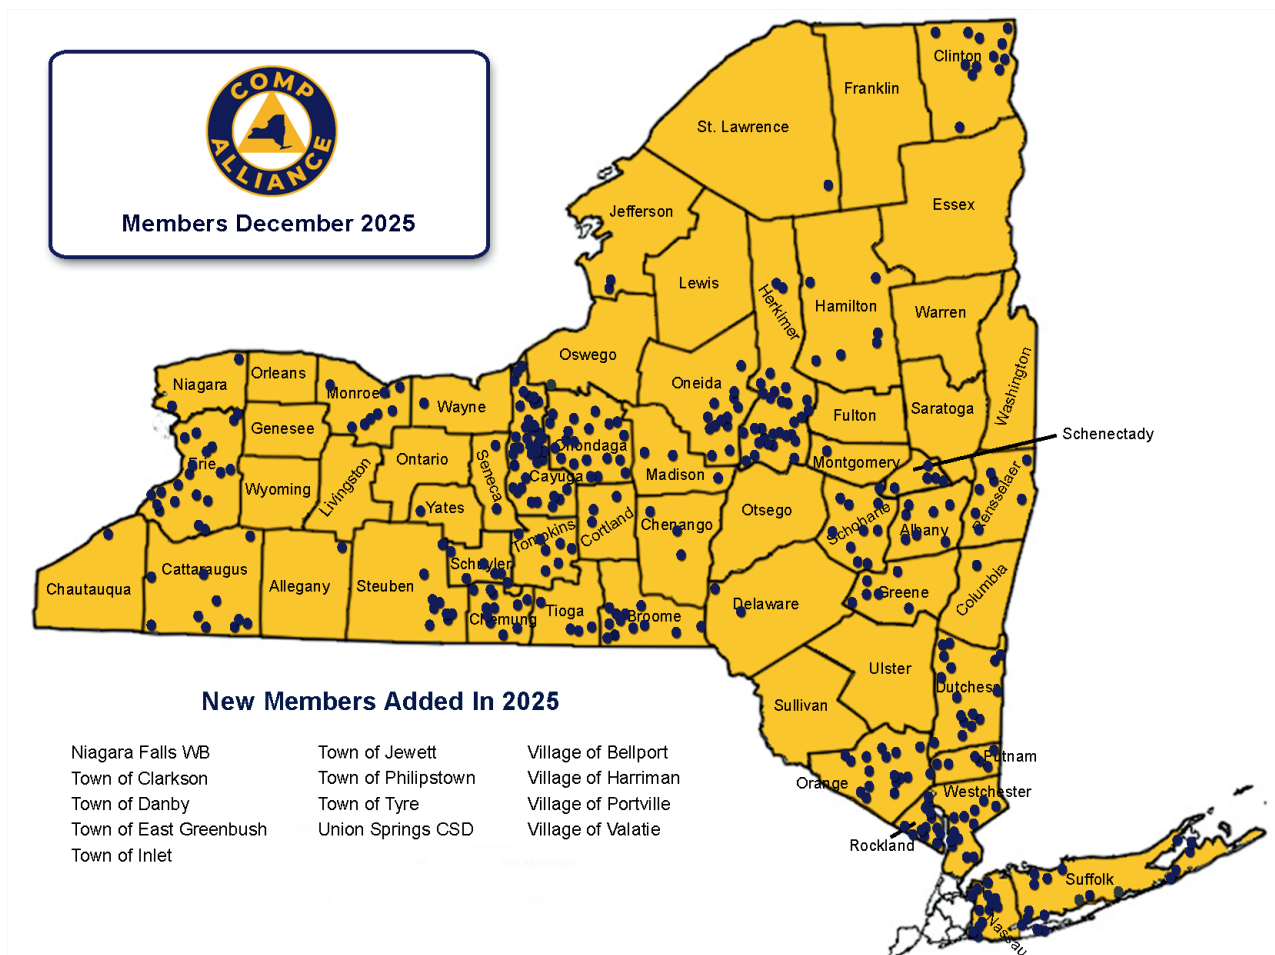 COMP
ALLIANCE
Members December 2025
Clinton
Franklin
St. Lawrence
Essex
Jefferson
Lewis
Herkimer
Hamilton
Warren
Washington
Oswego
Oneida
Niagara
Orleans
Monroe
Wayne
Fulton
Saratoga
Genesee
Schenectady
Onondaga
Erie
Ontario
Seneca
Cayuga
Madison
Montgomery
Wyoming
Livingston
Yates
Otsego
Schoharie
Albany
Rensselaer
Tompkins
Cortland
Chenango
Chautauqua
Cattaraugus
Allegany
Steuben
Schuyler
Chemung
Tioga
Broome
Delaware
Greene
Columbia
Ulster
Sullivan
Dutchess
Putnam
Orange
Westchester
Rockland
Suffolk
Nassau
New Members Added In 2025
Niagara Falls WB
Town of Clarkson
Town of Danby
Town of East Greenbush
Town of Inlet
Town of Jewett
Town of Philipstown
Town of Tyre
Union Springs CSD
Village of Bellport
Village of Harriman
Village of Portville
Village of Valatie